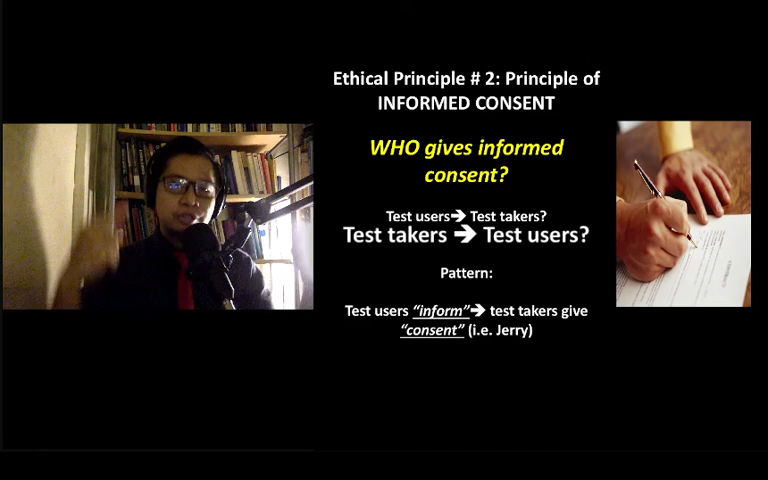 Ethical Principle # 2: Principle of
INFORMED CONSENT
WHO gives informed
consent?
Test users➔ Test takers?
Test takers ➔ Test users?
Pattern:
Test users “inform”➔ test takers give
“consent” (i.e. Jerry)